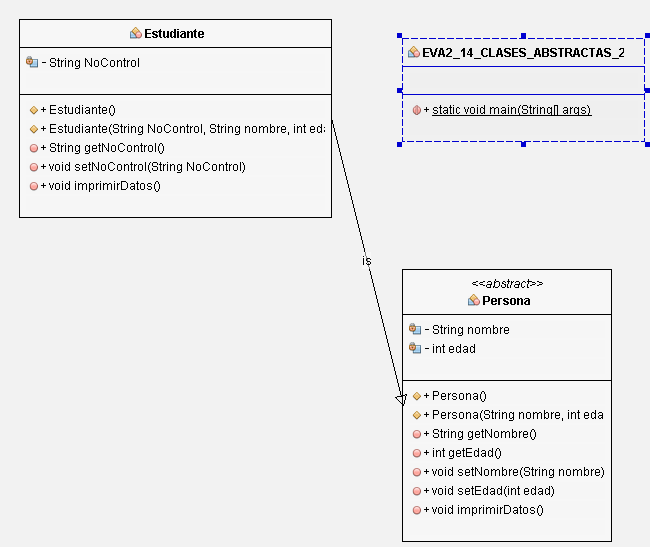 Estudiante
- String NoControl
+ Estudiante()
+ Estudiante(String NoControl, String nombre, int eda
+ String getNoControl()
+ void setNoControl(String NoControl)
+ void imprimirDatos()
EVA2_14_CLASES_ABSTRACTAS_2
+ static void main(String[] args)
is
<<abstract>>
Persona
- String nombre
- int edad
+ Persona()
+ Persona(String nombre, int eda
+ String getNombre()
+ int getEdad()
+ void setNombre(String nombre)
+ void setEdad(int edad)
+ void imprimirDatos()